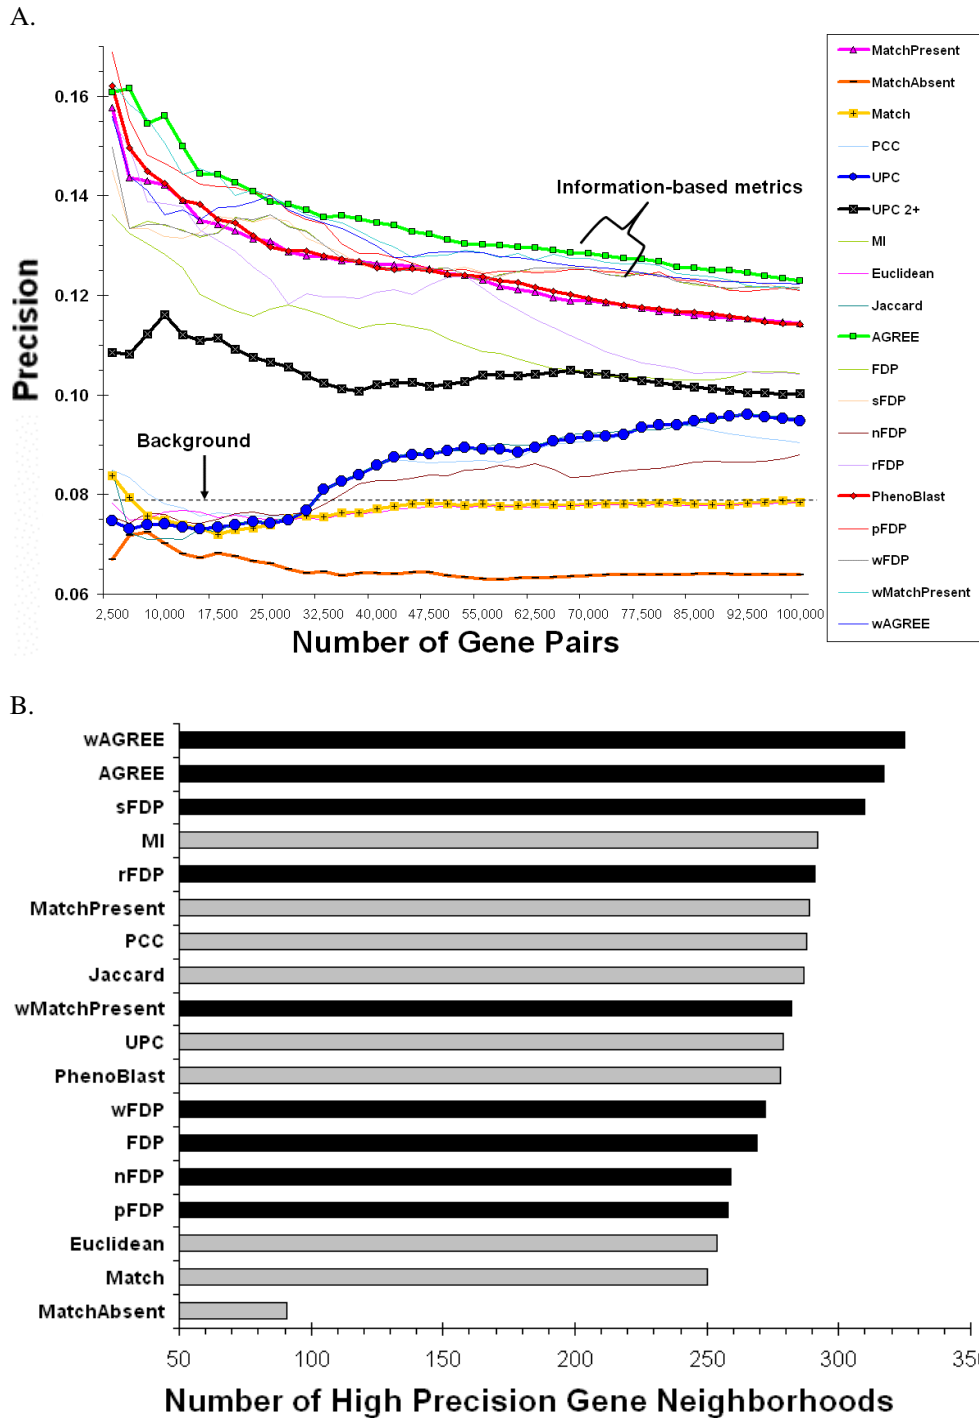 A.
Precision
0.16
0.14
0.12
0.10
0.08
0.06
Information-based metrics
Background
2,500 10,000 17,500 25,000 32,500 40,000 47,500 55,000 62,500 70,000 77,500 85,000 92,500 100,000
Number of Gene Pairs
MatchPresent
MatchAbsent
Match
PCC
UPC
UPC 2+
MI
Euclidean
Jaccard
AGREE
FDP
sFDP
nFDP
rFDP
PhenoBlast
pFDP
wFDP
wMatchPresent
wAGREE
B.
wAGREE
AGREE
sFDP
MI
rFDP
MatchPresent
PCC
Jaccard
wMatchPresent
UPC
PhenoBlast
wFDP
FDP
nFDP
pFDP
Euclidean
Match
MatchAbsent
50 100 150 200 250 300 350
Number of High Precision Gene Neighborhoods